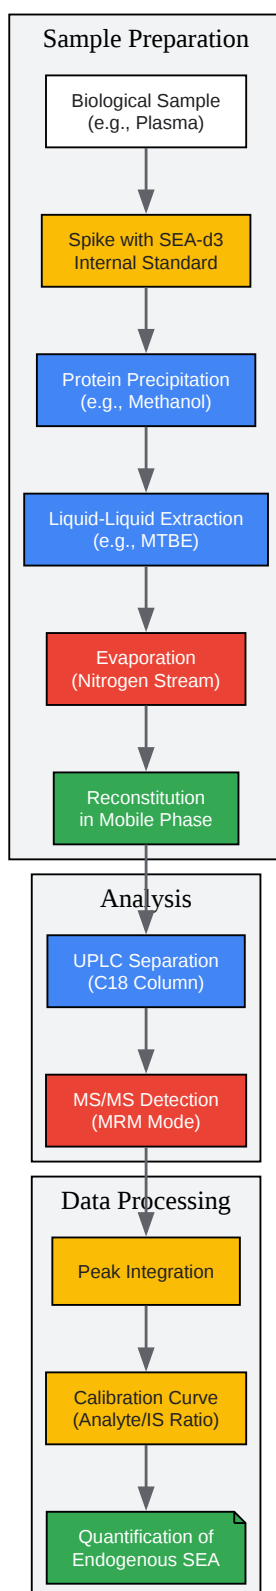 Sample Preparation
Biological Sample
(e.g., Plasma)
Spike with SEA-d3
Internal Standard
Protein Precipitation
(e.g., Methanol)
Liquid-Liquid Extraction
(e.g., MTBE)
Evaporation
(Nitrogen Stream)
Reconstitution
in Mobile Phase
Analysis
UPLC Separation
(C18 Column)
MS/MS Detection
(MRM Mode)
Data Processing
Peak Integration
Calibration Curve
(Analyte/IS Ratio)
Quantification of
Endogenous SEA